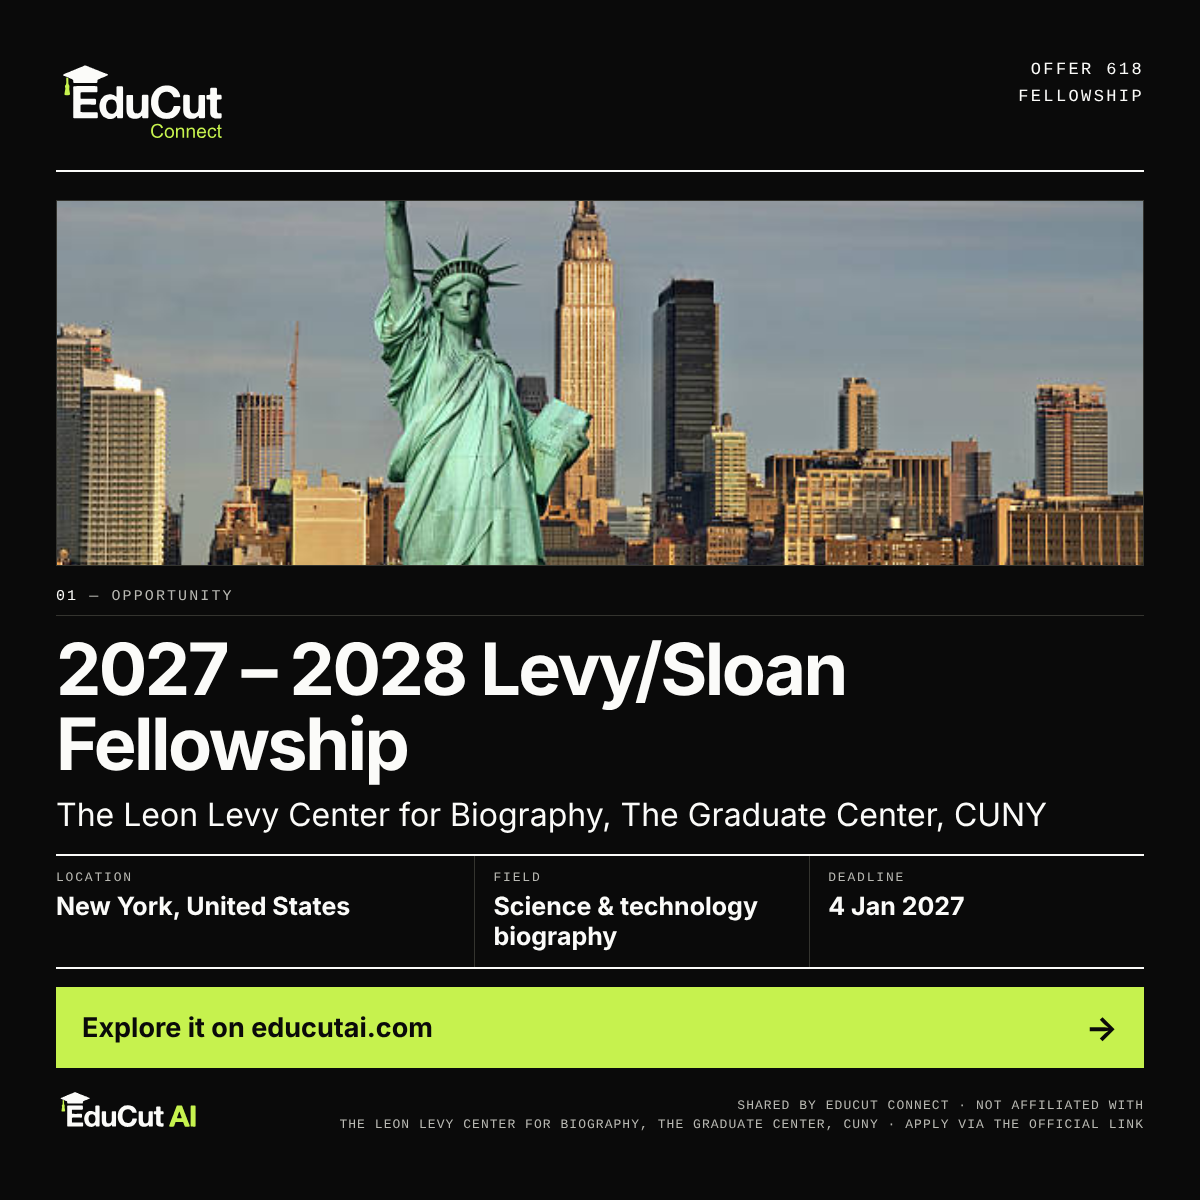 EduCut
Connect
OFFER 618
FELLOWSHIP
01 — OPPORTUNITY
2027 – 2028 Levy/Sloan
Fellowship
The Leon Levy Center for Biography, The Graduate Center, CUNY
LOCATION
New York, United States
FIELD
Science & technology
biography
DEADLINE
4 Jan 2027
Explore it on educutai.com →
EduCut AI
SHARED BY EDUCUT CONNECT · NOT AFFILIATED WITH
THE LEON LEVY CENTER FOR BIOGRAPHY, THE GRADUATE CENTER, CUNY · APPLY VIA THE OFFICIAL LINK